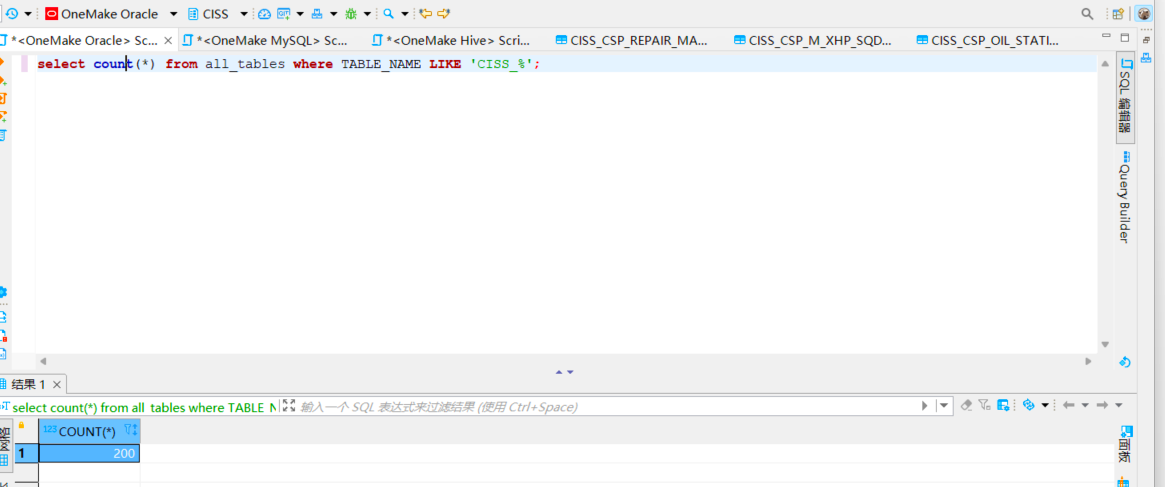 OneMake Oracle CISS
*<OneMake Oracle> Sc... *<OneMake MySQL> Sc... *<OneMake Hive> Scri... CISS_CSP_REPAIR_MA... CISS_CSP_M_XHP_SQD... CISS_CSP_OIL_STATI...
select count(*) from all_tables where TABLE_NAME LIKE 'CISS_%';
SQL 编辑器
Query Builder
结果 1
select count(*) from all_tables where TABLE_N 输入一个 SQL 表达式来过滤结果 (使用 Ctrl+Space)
123 COUNT(*)
1 200
面板